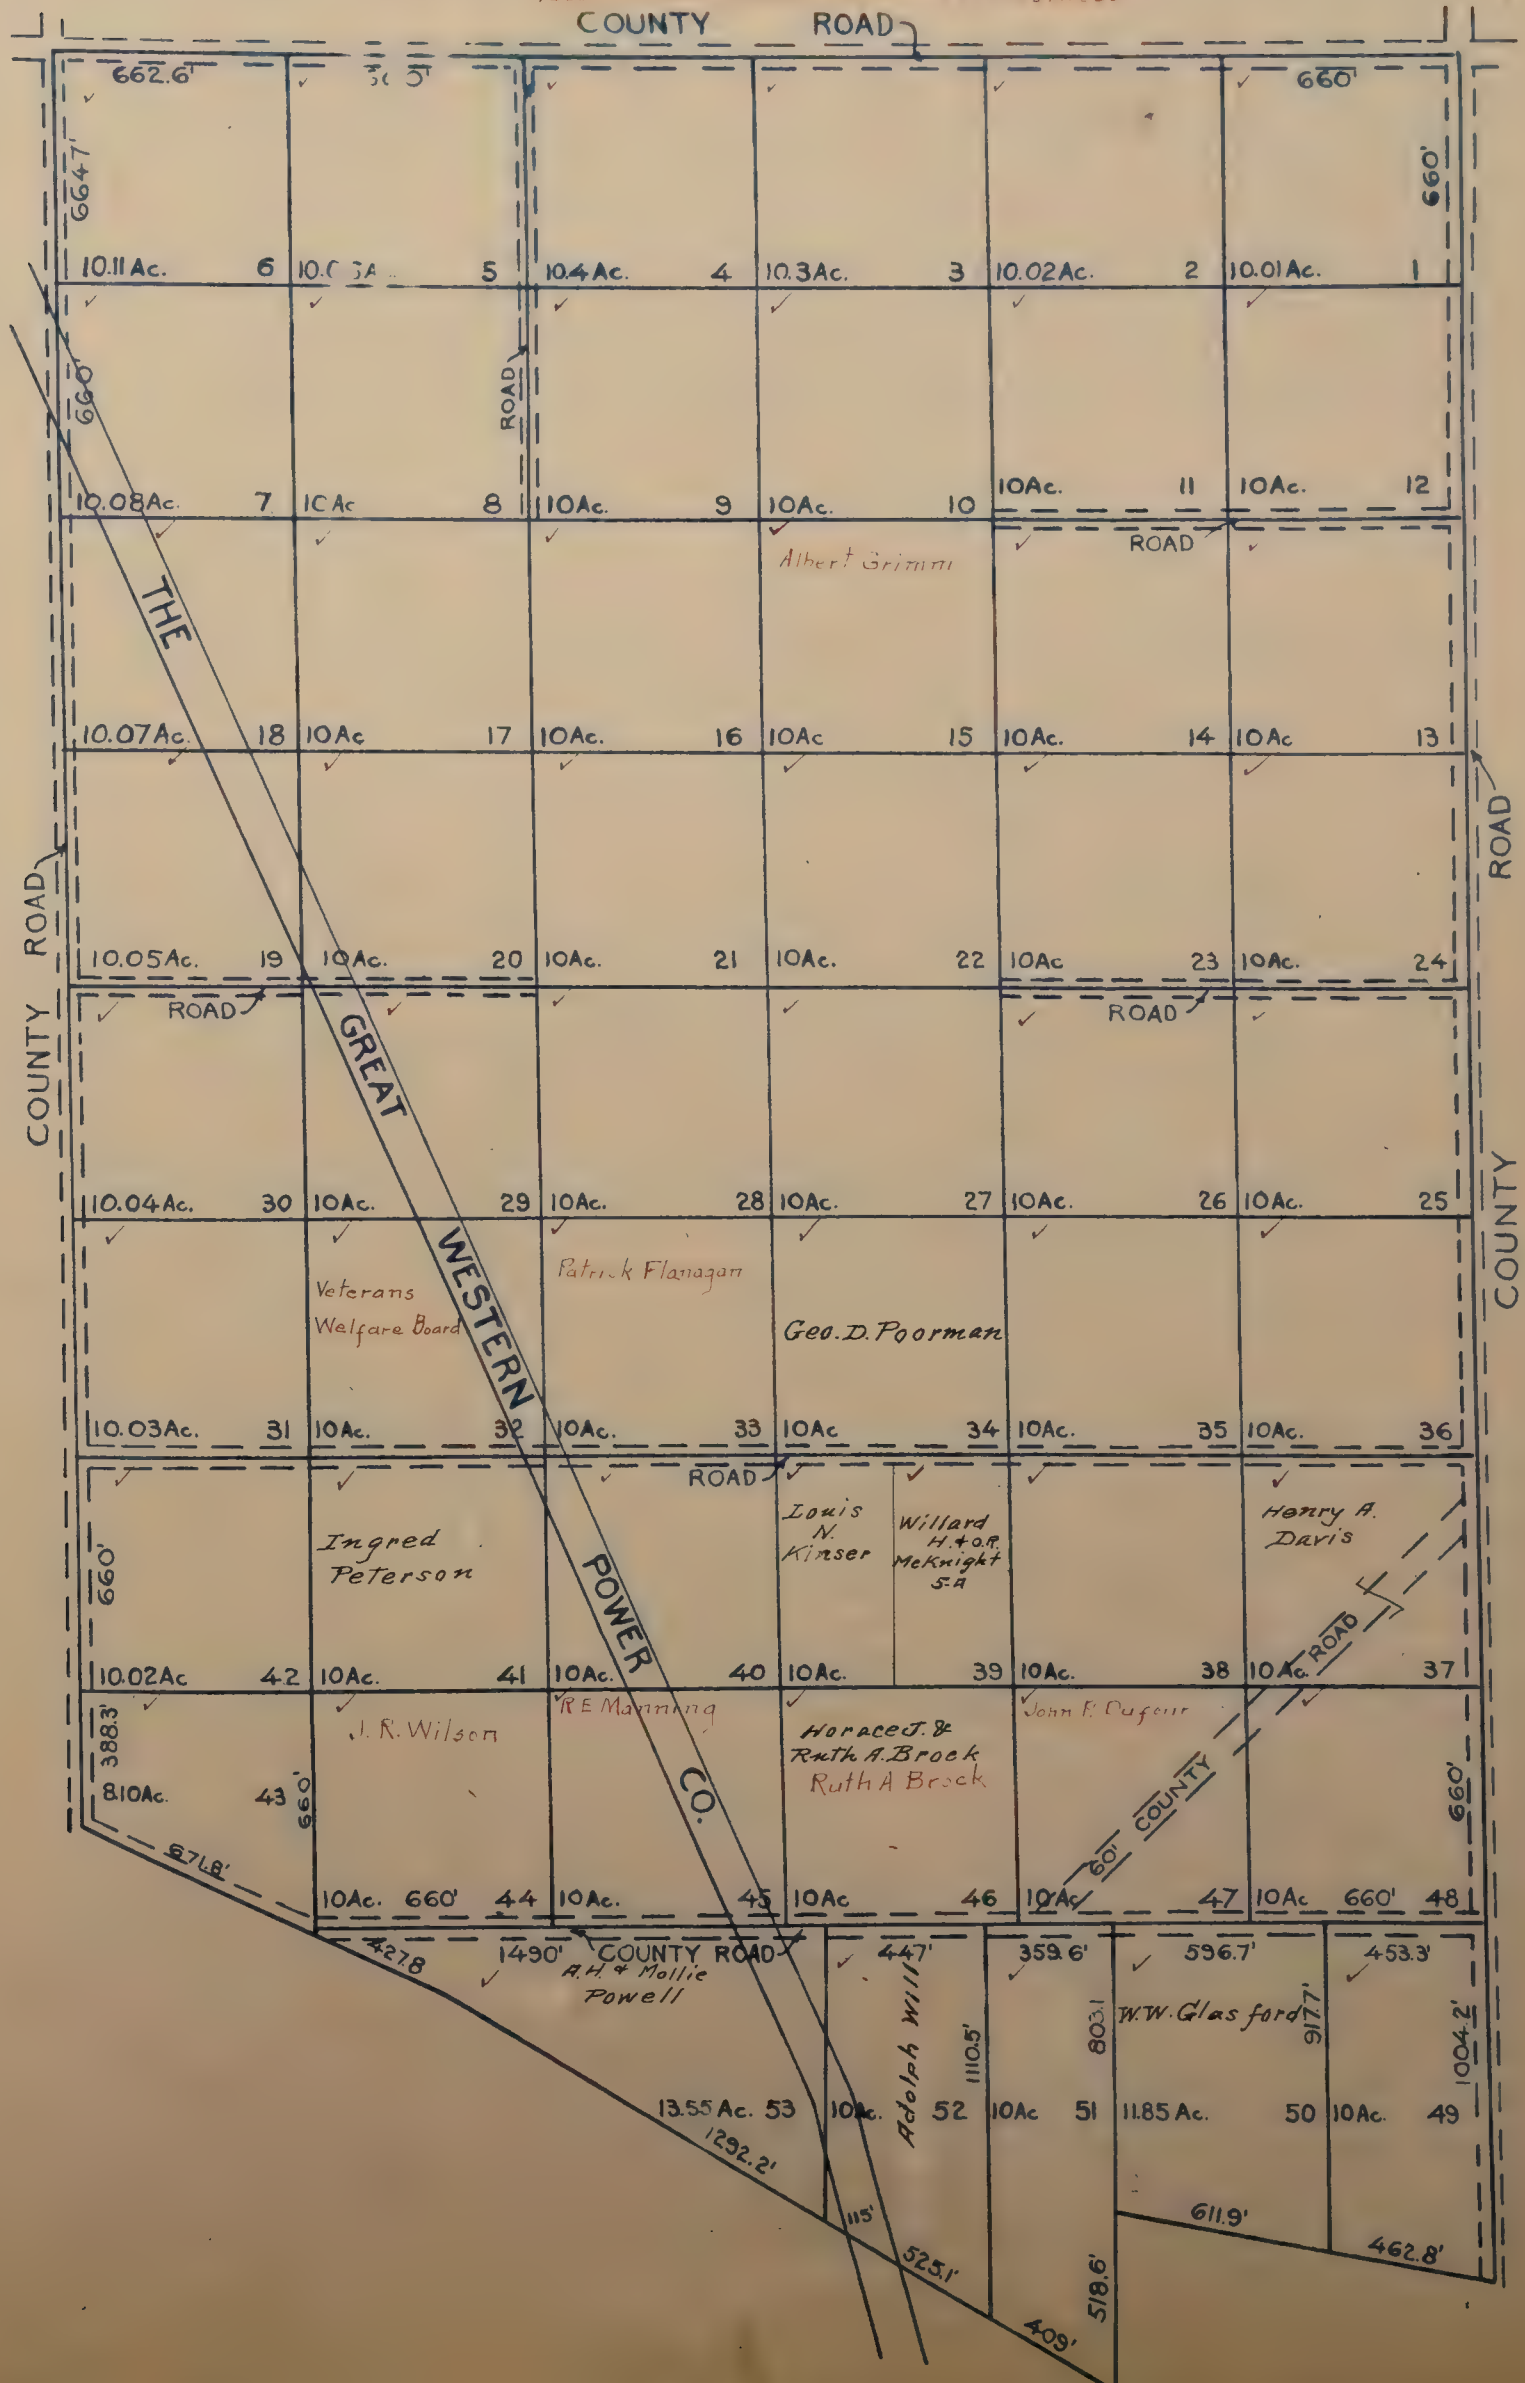 COUNTY ROAD
662.6'
660'
664.7'
660'
10.11 Ac. 6
5
10.4 Ac. 4
10.3 Ac. 3
10.02 Ac. 2
10.01 Ac. 1
660'
ROAD
10.08 Ac. 7
10 Ac 8
10 Ac. 9
10 Ac. 10
10 Ac. 11
10 Ac. 12
ROAD
Albert Grimm
THE
10.07 Ac. 18
10 Ac 17
10 Ac. 16
10 Ac 15
10 Ac. 14
10 Ac 13
COUNTY ROAD
COUNTY ROAD
10.05 Ac. 19
10 Ac. 20
10 Ac. 21
10 Ac. 22
10 Ac 23
10 Ac. 24
ROAD
ROAD
GREAT
10.04 Ac. 30
10 Ac. 29
10 Ac. 28
10 Ac. 27
10 Ac. 26
10 Ac. 25
WESTERN
Veterans
Welfare Board
Patrick Flanagan
Geo. D. Poorman
10.03 Ac. 31
10 Ac. 32
10 Ac. 33
10 Ac 34
10 Ac. 35
10 Ac. 36
ROAD
660'
Ingred
Peterson
POWER
Louis
N.
Kinser
Willard
H. & O.R.
McKnight
5-A
Henry A.
Davis
10.02 Ac 42
10 Ac. 41
10 Ac. 40
10 Ac. 39
10 Ac. 38
10 Ac. 37
388.3'
8.10 Ac. 43
660'
671.8'
J. R. Wilson
R E Manning
CO.
Horace J. &
Ruth A. Brock
Ruth A Brock
John P. Dufour
60' COUNTY ROAD
660'
10 Ac. 660' 44
10 Ac. 45
10 Ac 46
10 Ac 47
10 Ac 660' 48
427.8
1490'
COUNTY ROAD
A.H. & Mollie
Powell
447'
359.6'
596.7'
453.3'
Adolph Will
1110.5'
803.1
W.W. Glasford
917.7'
1004.2'
13.55 Ac. 53
10 Ac. 52
10 Ac 51
11.85 Ac. 50
10 Ac. 49
1292.2'
115'
525.1'
409'
518.6'
611.9'
462.8'